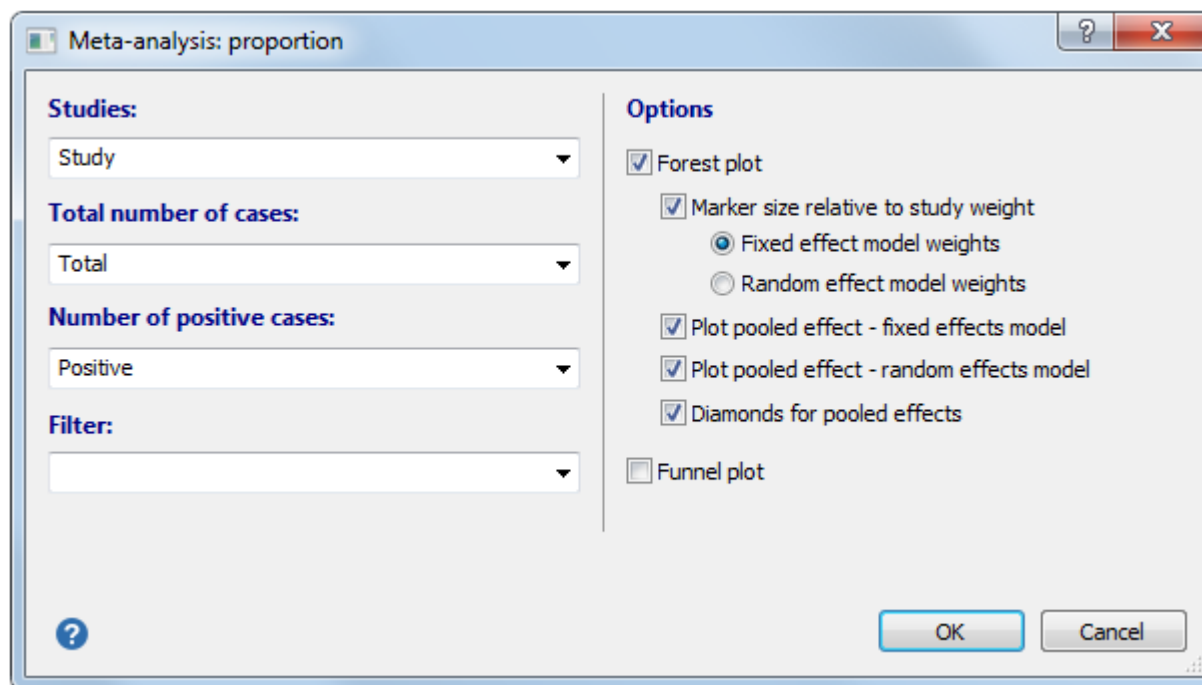 Meta-analysis: proportion
Studies:
Study
Total number of cases:
Total
Number of positive cases:
Positive
Filter:
Options
Forest plot
Marker size relative to study weight
Fixed effect model weights
Random effect model weights
Plot pooled effect - fixed effects model
Plot pooled effect - random effects model
Diamonds for pooled effects
Funnel plot
OK
Cancel